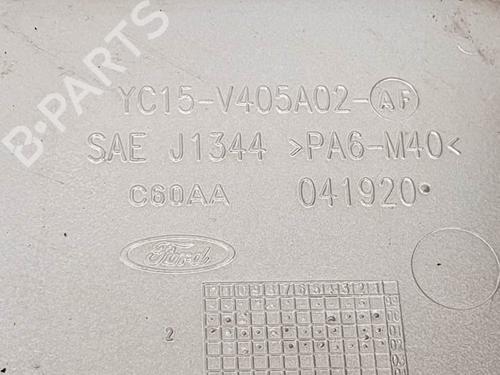 B-PARTS
YC15-V405A02-AF
SAE J1344 >PA6-M40<
C60AA 041920
Ford
2